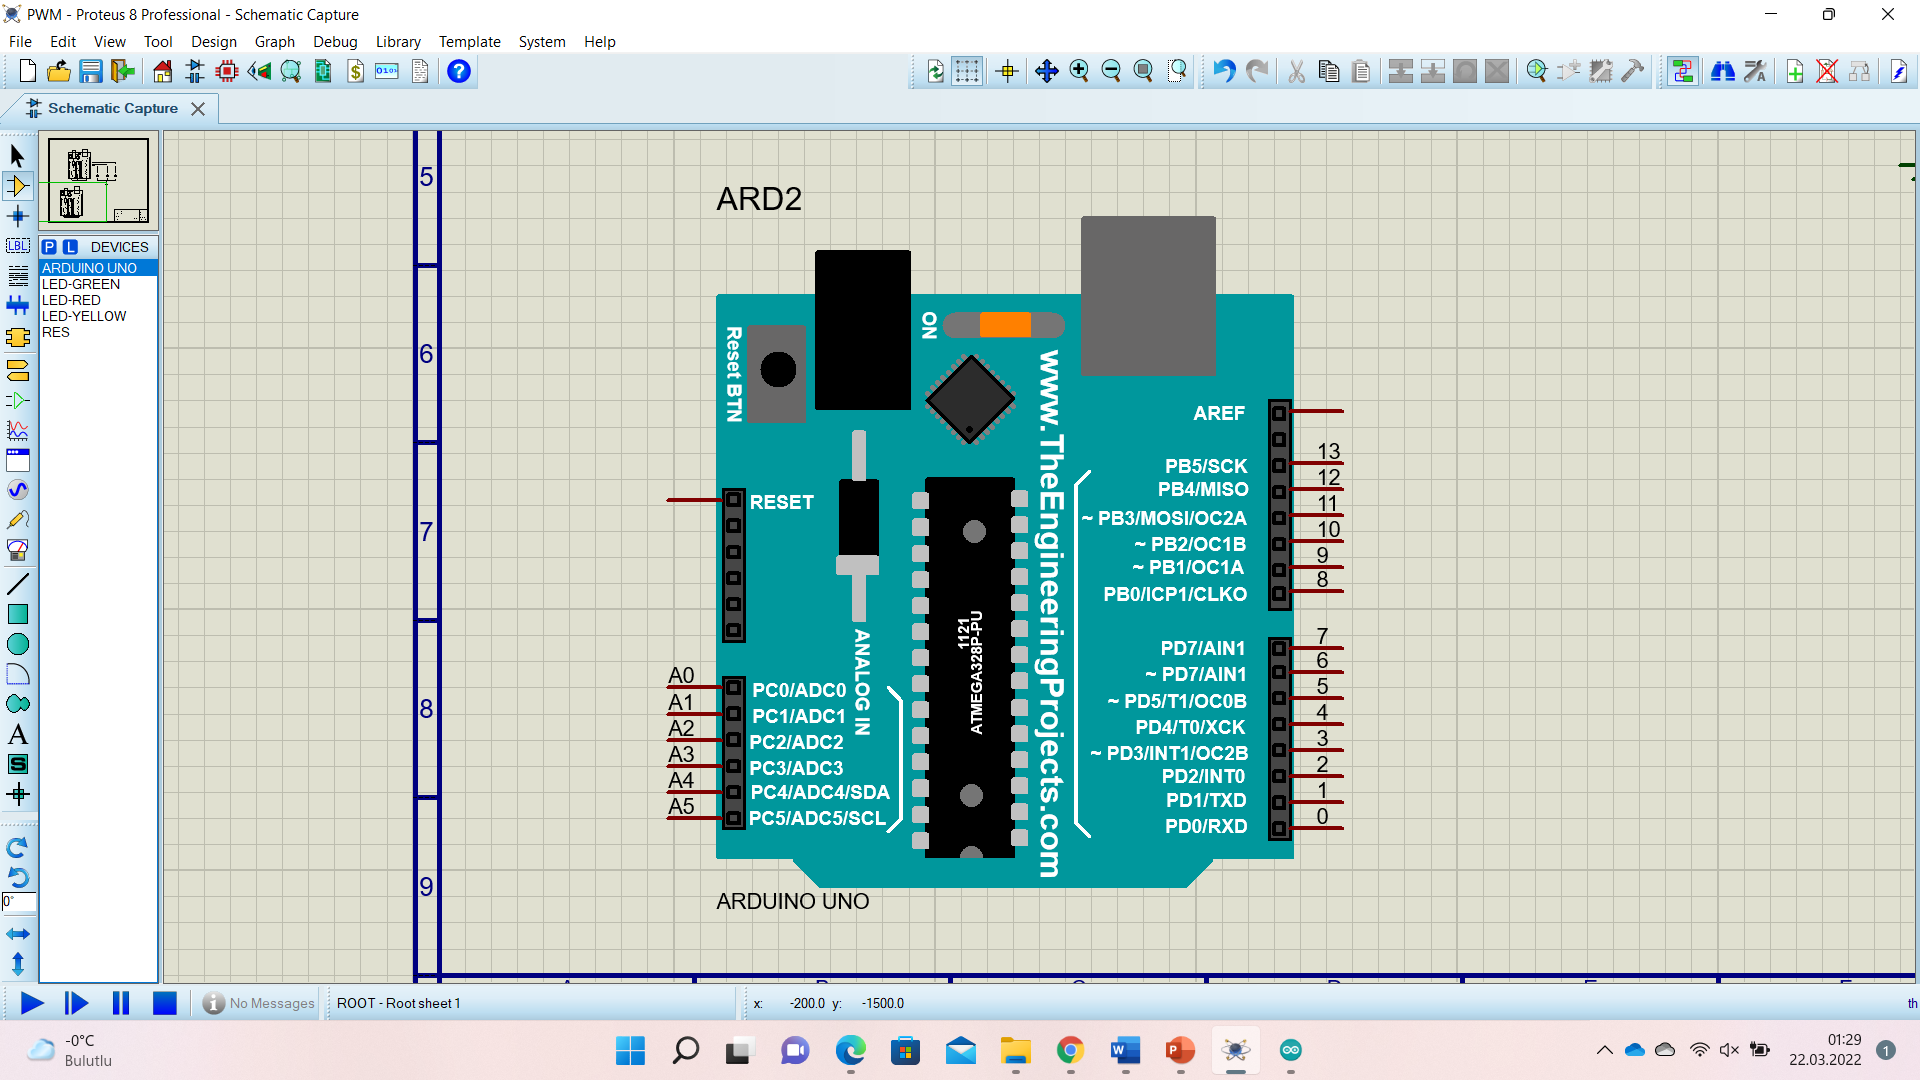 PWM - Proteus 8 Professional - Schematic Capture
File Edit View Tool Design Graph Debug Library Template System Help
Schematic Capture
P L DEVICES
ARDUINO UNO
LED-GREEN
LED-RED
LED-YELLOW
RES
LBL
A
S
0°
5
6
7
8
9
ARD2
Reset BTN
ON
www.TheEngineeringProjects.com
RESET
ANALOG IN
1121
ATMEGA328P-PU
AREF
PB5/SCK 13
PB4/MISO 12
~ PB3/MOSI/OC2A 11
~ PB2/OC1B 10
~ PB1/OC1A 9
PB0/ICP1/CLKO 8
PD7/AIN1 7
~ PD7/AIN1 6
~ PD5/T1/OC0B 5
PD4/T0/XCK 4
~ PD3/INT1/OC2B 3
PD2/INT0 2
PD1/TXD 1
PD0/RXD 0
A0 PC0/ADC0
A1 PC1/ADC1
A2 PC2/ADC2
A3 PC3/ADC3
A4 PC4/ADC4/SDA
A5 PC5/ADC5/SCL
ARDUINO UNO
No Messages
ROOT - Root sheet 1
x: -200.0 y: -1500.0
th
-0°C
Bulutlu
01:29
22.03.2022
1